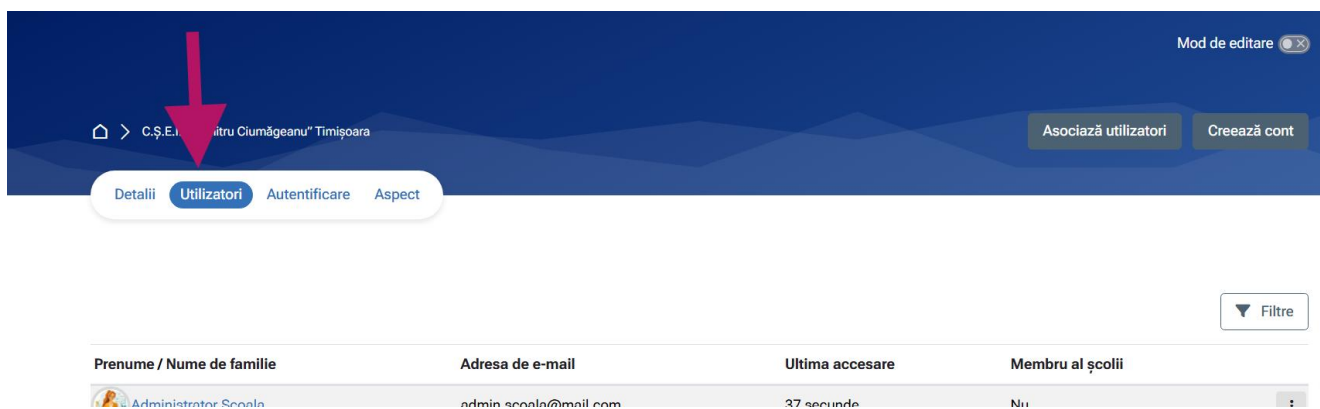 Mod de editare
C.Ș.E.I. Dumitru Ciumăgeanu” Timișoara
Asociază utilizatori Creează cont
Detalii Utilizatori Autentificare Aspect
Filtre
Prenume / Nume de familie Adresa de e-mail Ultima accesare Membru al școlii
Administrator Scoala admin.scoala@mail.com 37 secunde Nu